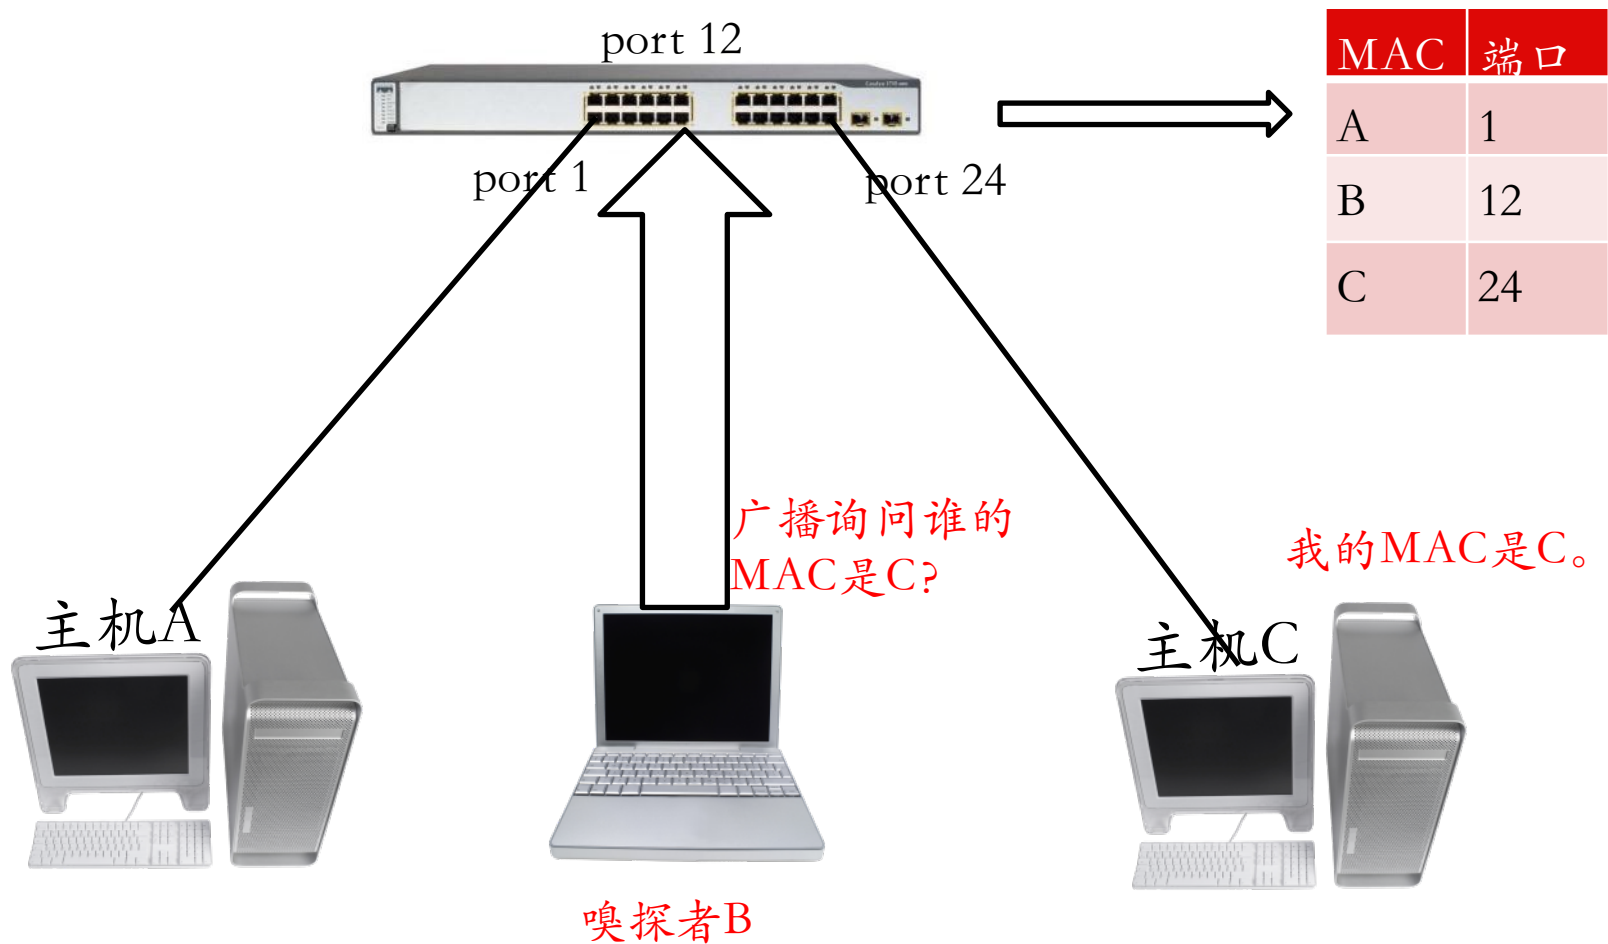 port 12
MAC 端口
A 1
B 12
C 24
port 1
port 24
广播询问谁的
MAC是C?
我的MAC是C。
主机A
主机C
嗅探者B